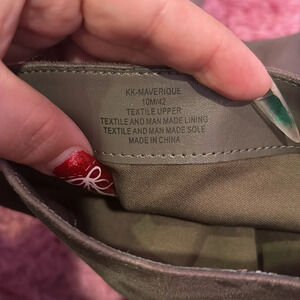 KK-MAVERIQUE
10M/42
TEXTILE UPPER
TEXTILE AND MAN MADE LINING
TEXTILE AND MAN MADE SOLE
MADE IN CHINA